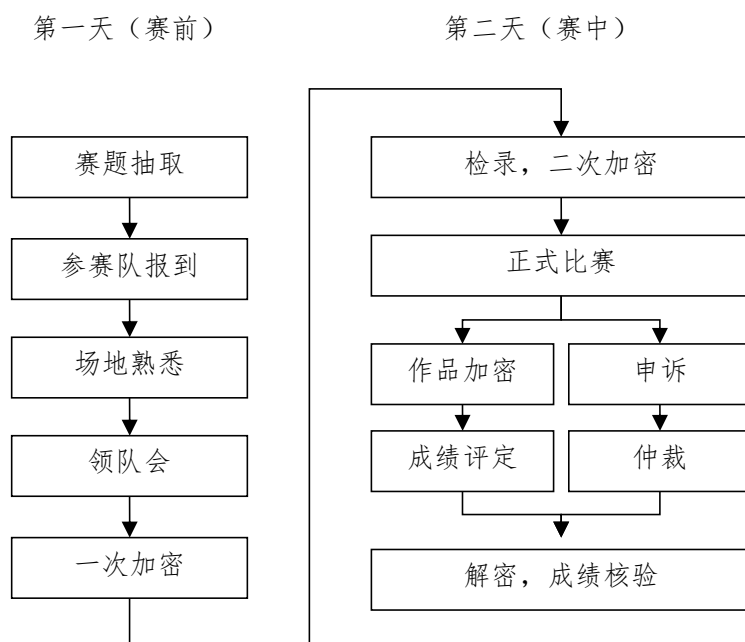 第一天（赛前）
第二天（赛中）
赛题抽取
参赛队报到
场地熟悉
领队会
一次加密
检录，二次加密
正式比赛
作品加密
申诉
成绩评定
仲裁
解密，成绩核验